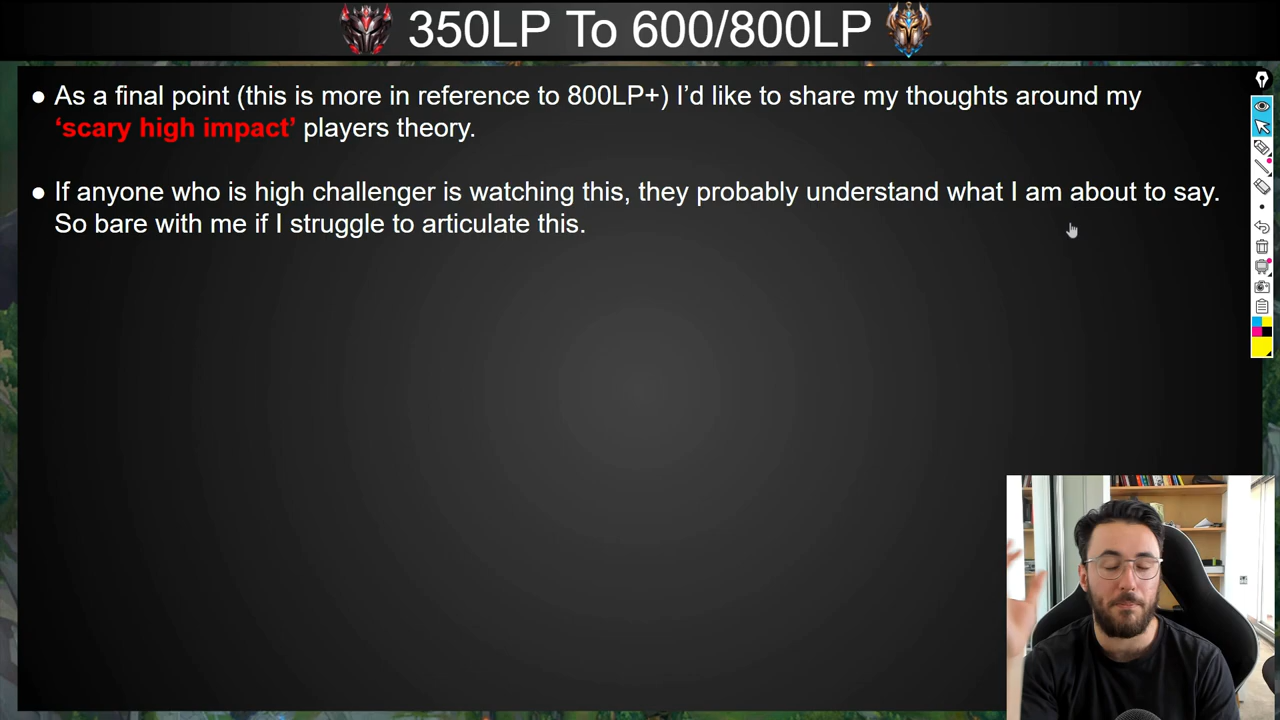 350LP To 600/800LP
● As a final point (this is more in reference to 800LP+) I’d like to share my thoughts around my
‘scary high impact’ players theory.
● If anyone who is high challenger is watching this, they probably understand what I am about to say.
So bare with me if I struggle to articulate this.